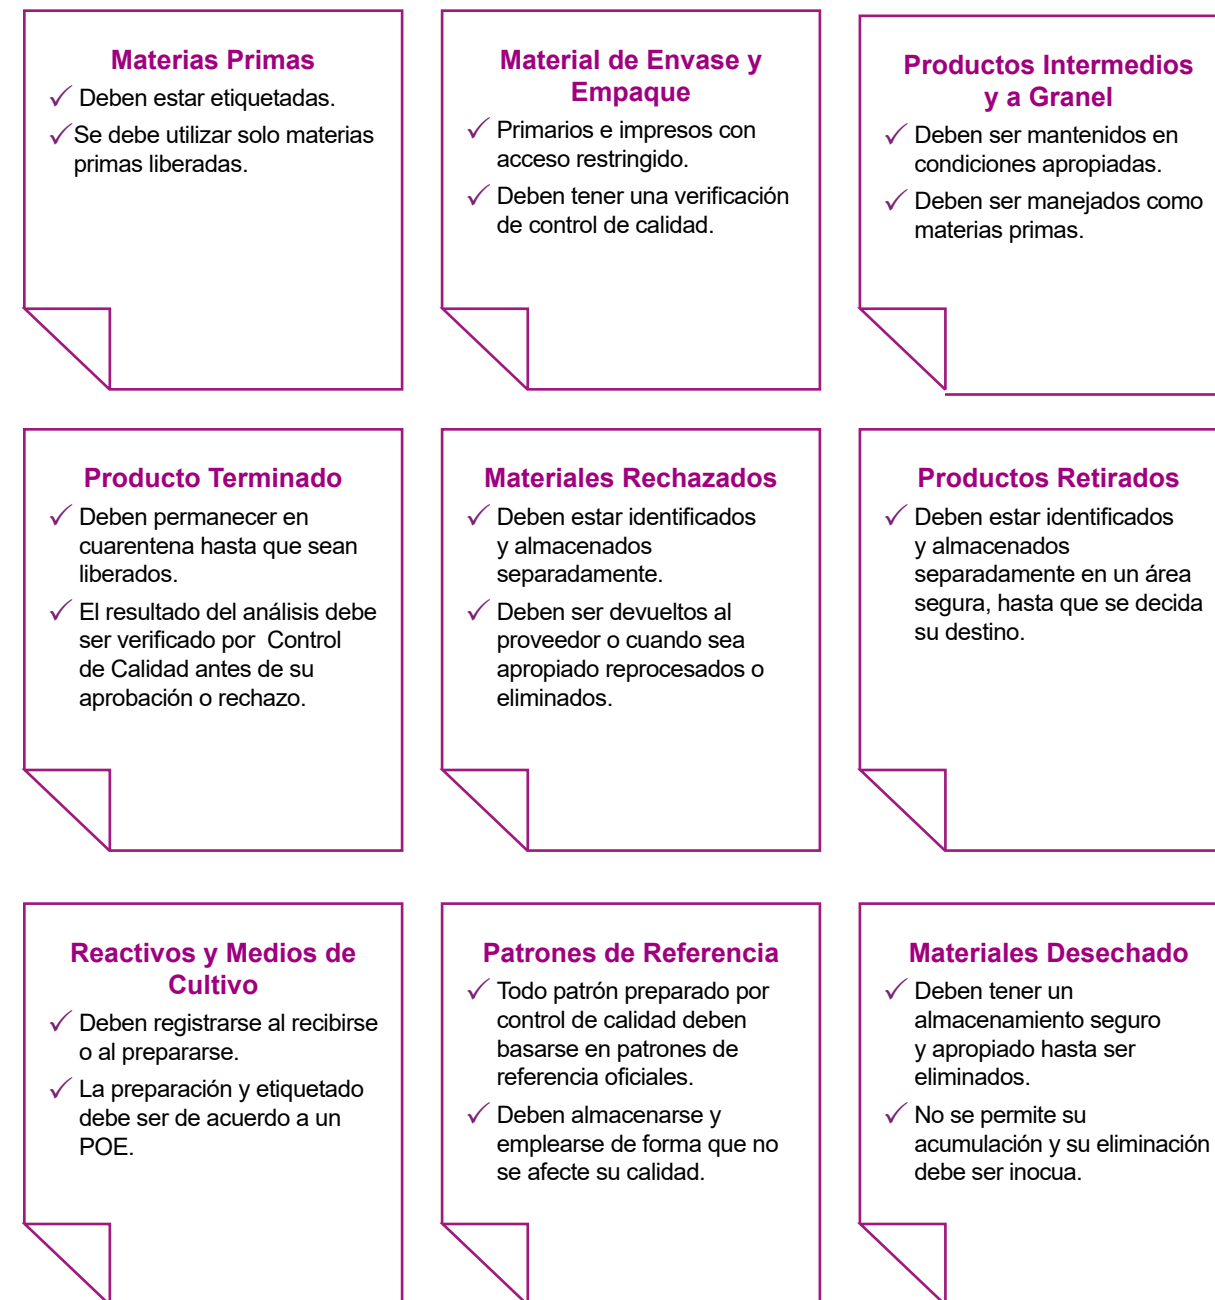 Materias Primas
✓ Deben estar etiquetadas.
✓ Se debe utilizar solo materias
primas liberadas.
Material de Envase y
Empaque
✓ Primarios e impresos con
acceso restringido.
✓ Deben tener una verificación
de control de calidad.
Productos Intermedios
y a Granel
✓ Deben ser mantenidos en
condiciones apropiadas.
✓ Deben ser manejados como
materias primas.
Producto Terminado
✓ Deben permanecer en
cuarentena hasta que sean
liberados.
✓ El resultado del análisis debe
ser verificado por  Control
de Calidad antes de su
aprobación o rechazo.
Materiales Rechazados
✓ Deben estar identificados
y almacenados
separadamente.
✓ Deben ser devueltos al
proveedor o cuando sea
apropiado reprocesados o
eliminados.
Productos Retirados
✓ Deben estar identificados
y almacenados
separadamente en un área
segura, hasta que se decida
su destino.
Reactivos y Medios de
Cultivo
✓ Deben registrarse al recibirse
o al prepararse.
✓ La preparación y etiquetado
debe ser de acuerdo a un
POE.
Patrones de Referencia
✓ Todo patrón preparado por
control de calidad deben
basarse en patrones de
referencia oficiales.
✓ Deben almacenarse y
emplearse de forma que no
se afecte su calidad.
Materiales Desechado
✓ Deben tener un
almacenamiento seguro
y apropiado hasta ser
eliminados.
✓ No se permite su
acumulación y su eliminación
debe ser inocua.